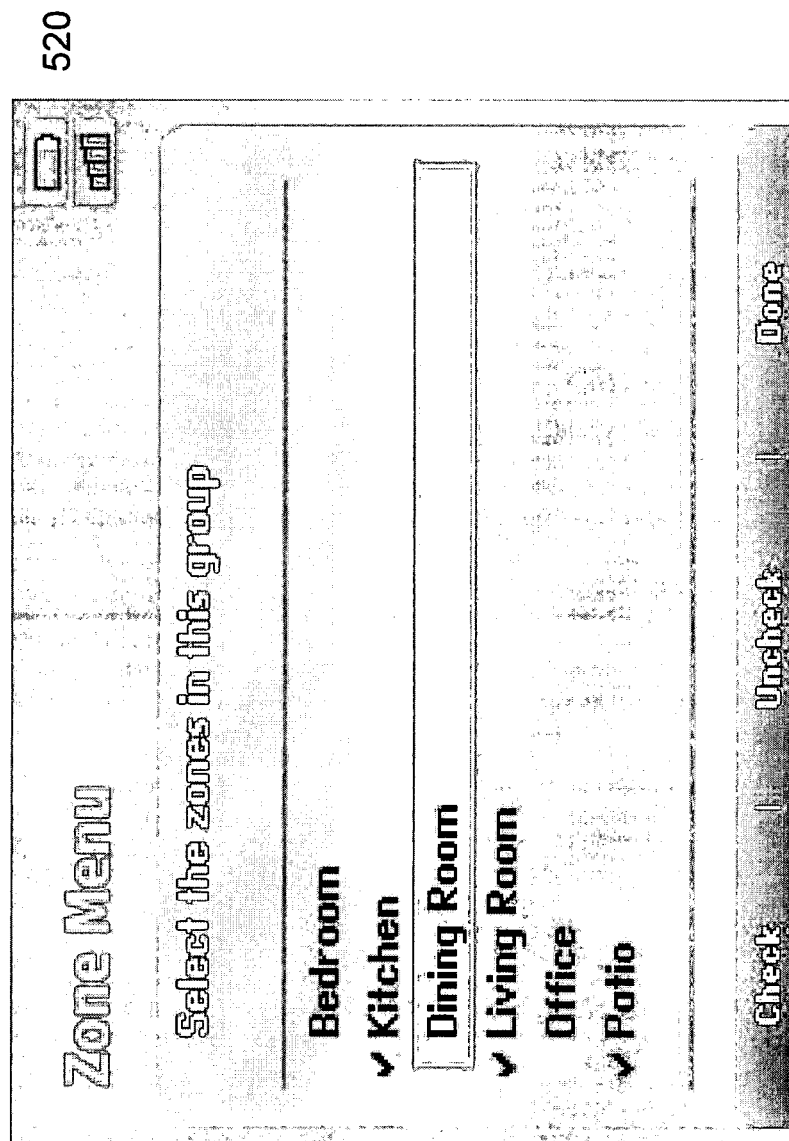 520
Zone Menu
Select the zones in this group
Bedroom
✓ Kitchen
Dining Room
✓ Living Room
Office
✓ Patio
Check | Uncheck | Done